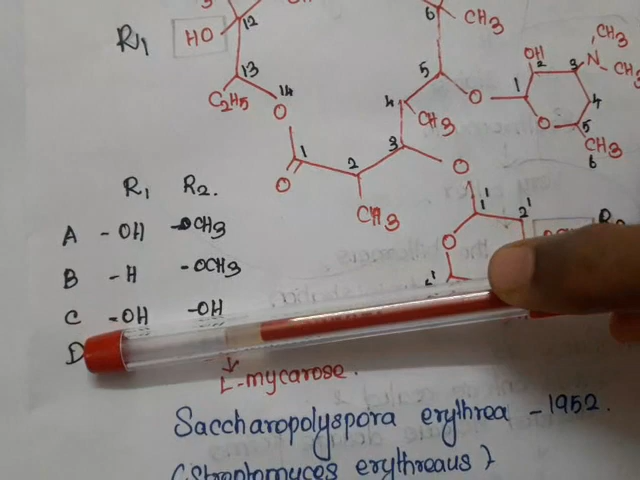 6 CH3
R1 HO 12
13
C2H5
14
O
5
4
CH3
3
O
1
O
2
CH3
O
1 OH 2 3 N CH3
CH3
4
O 5
CH3
6
1' 2'
O
R1 R2.
A - OH - OCH3
B - H - OCH3
C - OH - OH
D
L-mycarose.
Saccharopolyspora erythrea - 1952.
(Streptomyces erythreaus)